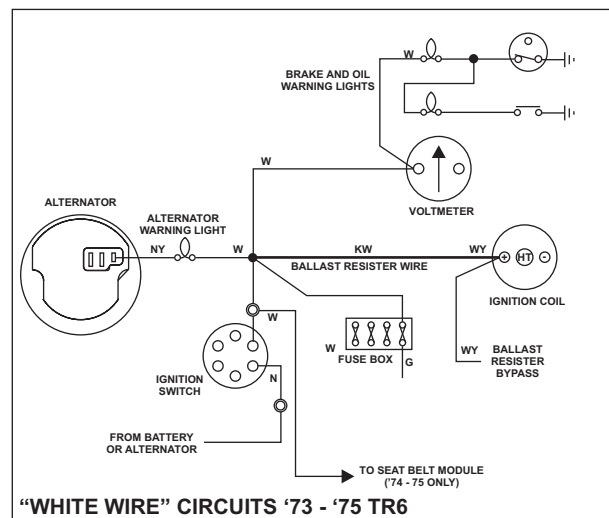 W
BRAKE AND OIL
WARNING LIGHTS
W
VOLTMETER
ALTERNATOR
ALTERNATOR
WARNING LIGHT
NY
W
KW
WY
BALLAST RESISTER WIRE
+ HT -
IGNITION COIL
W
W
FUSE BOX
G
WY
BALLAST
RESISTER
BYPASS
IGNITION
SWITCH
N
FROM BATTERY
OR ALTERNATOR
TO SEAT BELT MODULE
('74 - 75 ONLY)
“WHITE WIRE” CIRCUITS ‘73 - ‘75 TR6